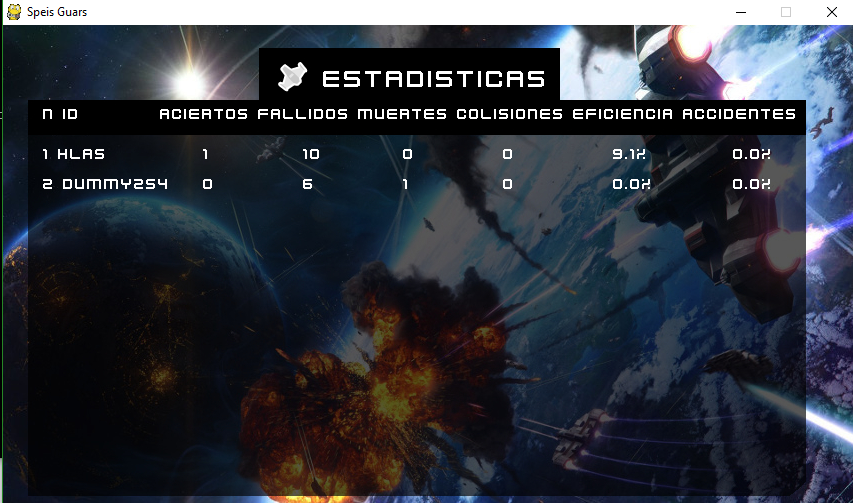 Speis Guars
ESTADISTICAS
N ID ACIERTOS FALLIDOS MUERTES COLISIONES EFICIENCIA ACCIDENTES
1 HLAS 1 10 0 0 9.1% 0.0%
2 DUMMY254 0 6 1 0 0.0% 0.0%